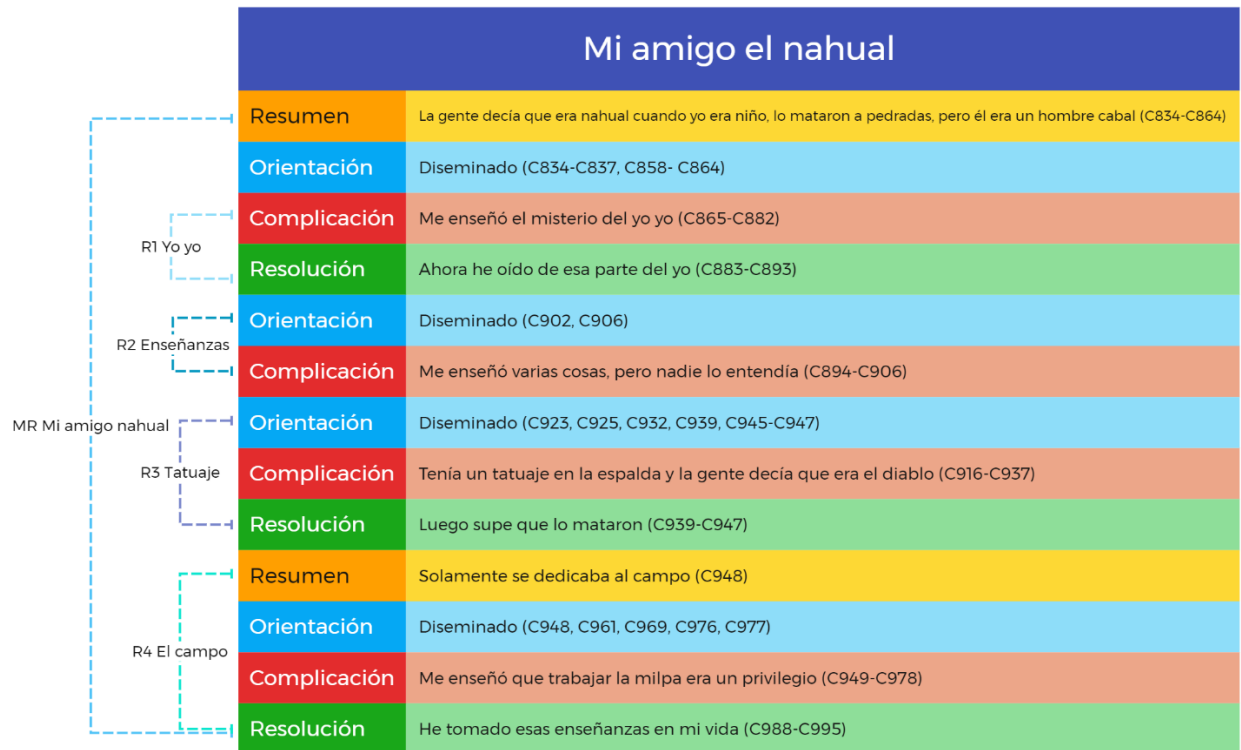 Mi amigo el nahual
Resumen
La gente decía que era nahual cuando yo era niño, lo mataron a pedradas, pero él era un hombre cabal (C834-C864)
Orientación
Diseminado (C834-C837, C858- C864)
Complicación
Me enseñó el misterio del yo yo (C865-C882)
R1 Yo yo
Resolución
Ahora he oído de esa parte del yo (C883-C893)
Orientación
Diseminado (C902, C906)
R2 Enseñanzas
Complicación
Me enseñó varias cosas, pero nadie lo entendía (C894-C906)
Orientación
Diseminado (C923, C925, C932, C939, C945-C947)
MR Mi amigo nahual
R3 Tatuaje
Complicación
Tenía un tatuaje en la espalda y la gente decía que era el diablo (C916-C937)
Resolución
Luego supe que lo mataron (C939-C947)
Resumen
Solamente se dedicaba al campo (C948)
Orientación
Diseminado (C948, C961, C969, C976, C977)
R4 El campo
Complicación
Me enseñó que trabajar la milpa era un privilegio (C949-C978)
Resolución
He tomado esas enseñanzas en mi vida (C988-C995)